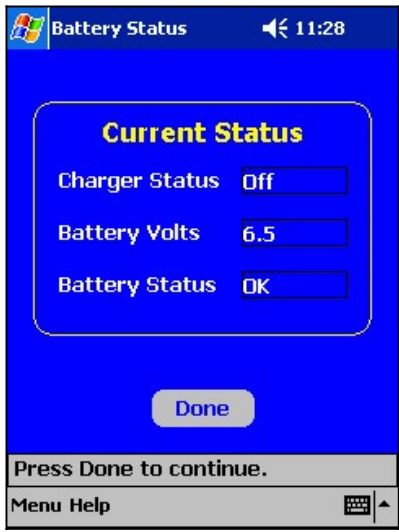 Battery Status 11:28
Current Status
Charger Status Off
Battery Volts 6.5
Battery Status OK
Done
Press Done to continue.
Menu Help